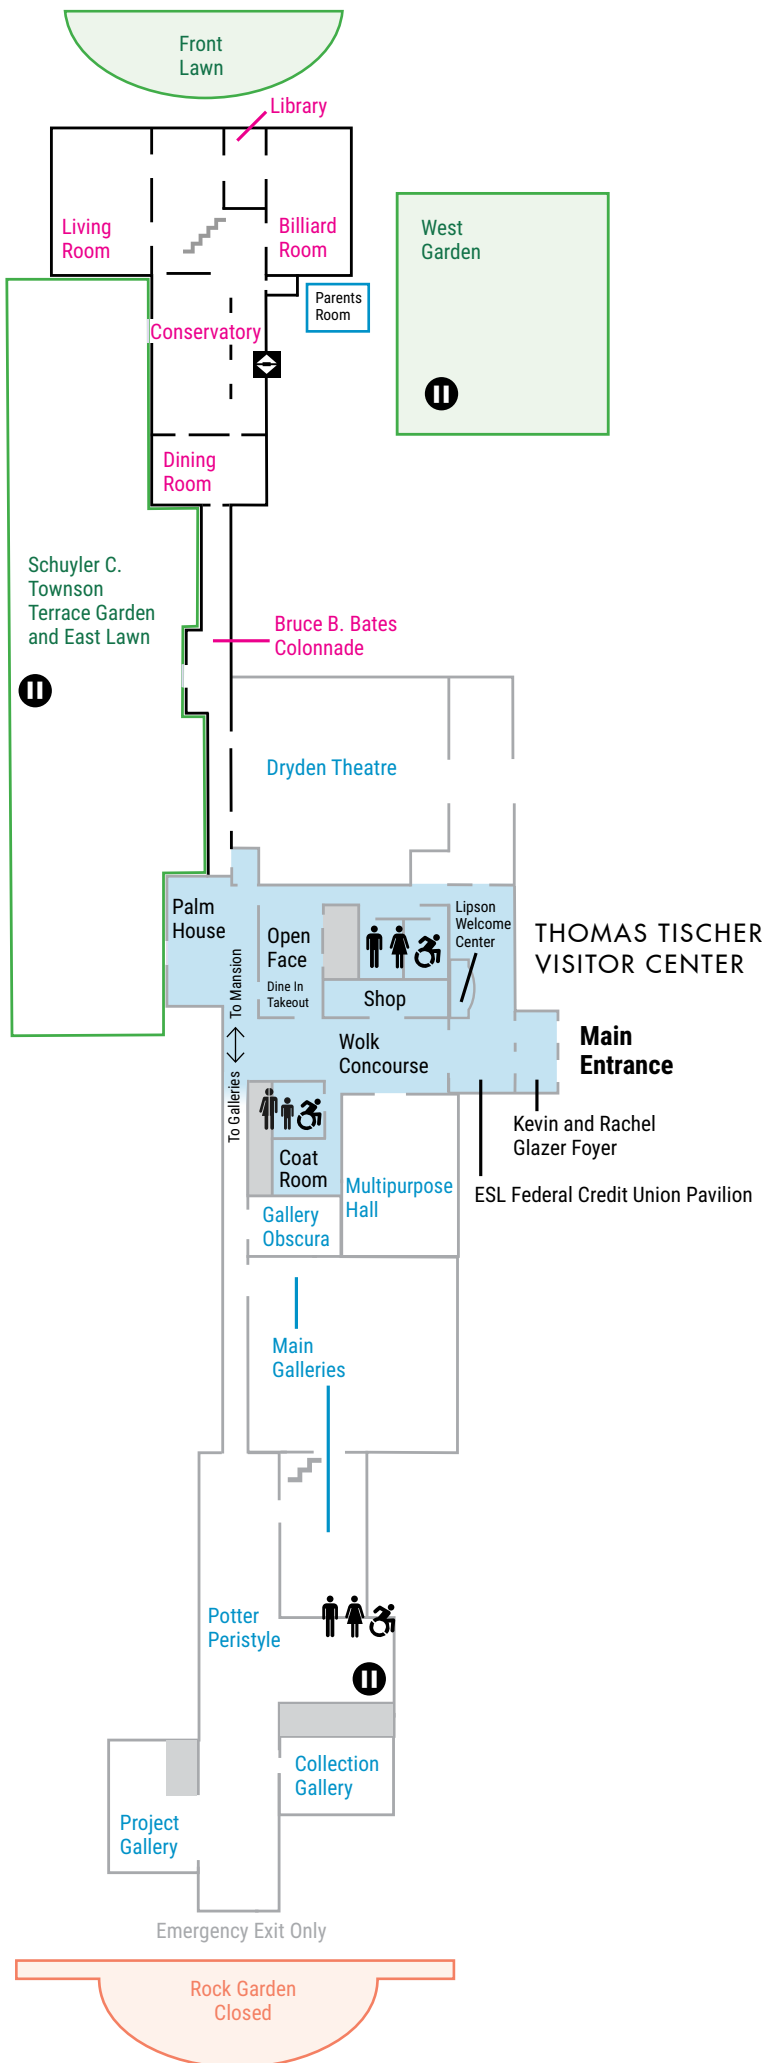 Front
Lawn
Library
Living
Room
Billiard
Room
West
Garden
Parents
Room
Conservatory
Dining
Room
Schuyler C.
Townson
Terrace Garden
and East Lawn
Bruce B. Bates
Colonnade
Dryden Theatre
Palm
House
Open
Face
Dine In
Takeout
Lipson
Welcome
Center
THOMAS TISCHER
VISITOR CENTER
Shop
To Mansion
To Galleries
Wolk
Concourse
Main
Entrance
Kevin and Rachel
Glazer Foyer
ESL Federal Credit Union Pavilion
Coat
Room
Multipurpose
Hall
Gallery
Obscura
Main
Galleries
Potter
Peristyle
Collection
Gallery
Project
Gallery
Emergency Exit Only
Rock Garden
Closed